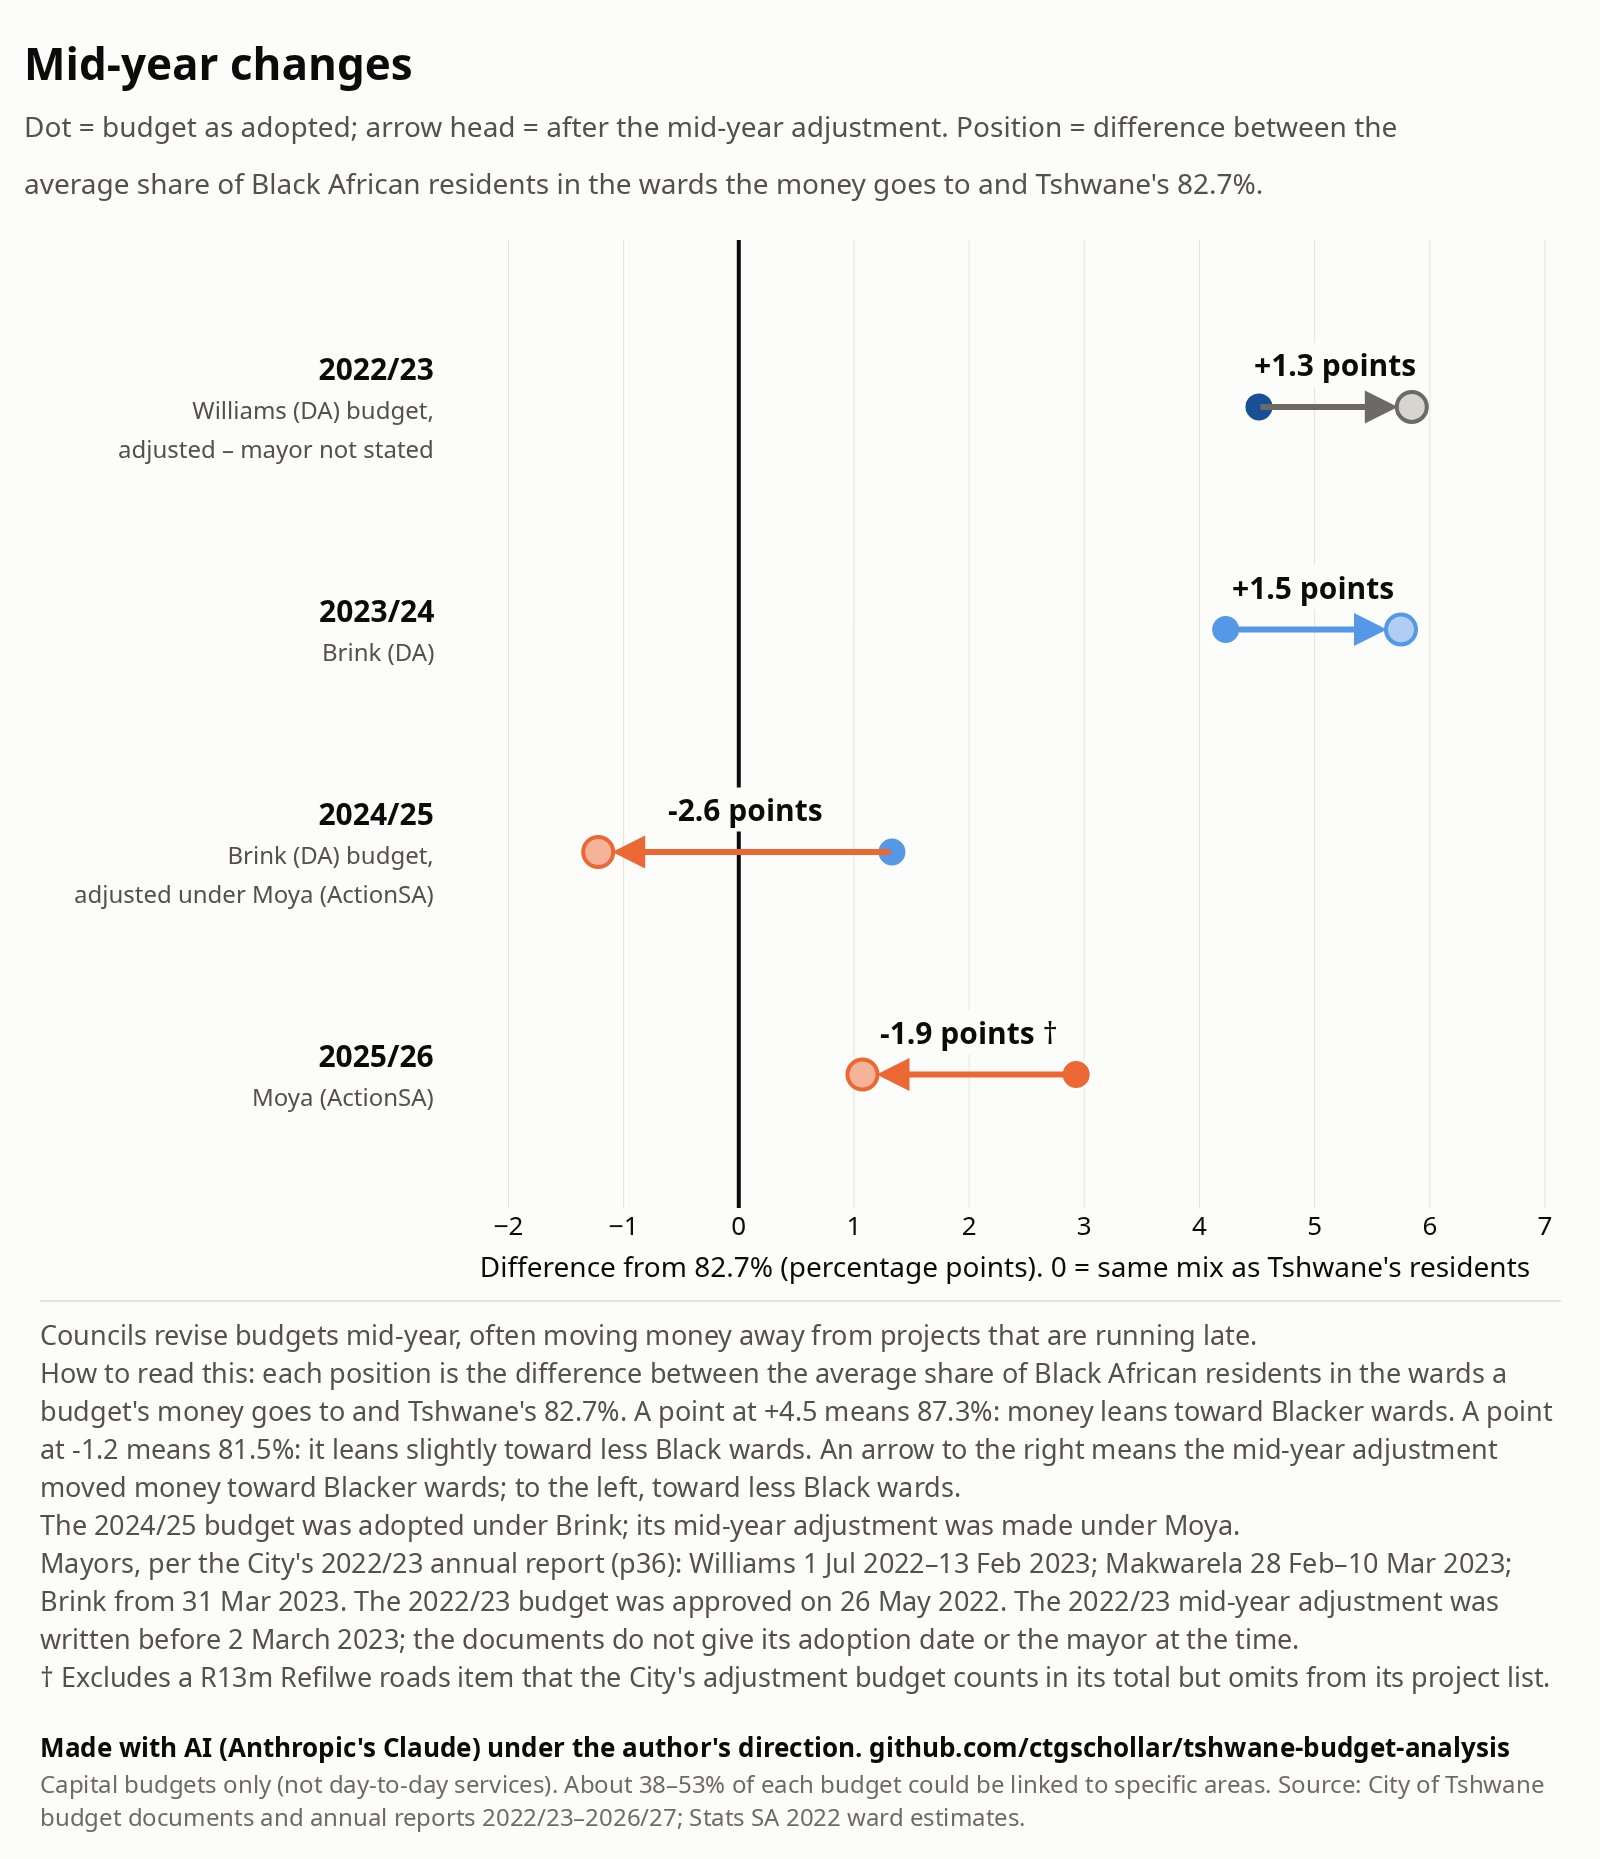 Mid-year changes
Dot = budget as adopted; arrow head = after the mid-year adjustment. Position = difference between the
average share of Black African residents in the wards the money goes to and Tshwane's 82.7%.
2022/23
Williams (DA) budget,
adjusted – mayor not stated
+1.3 points
2023/24
Brink (DA)
+1.5 points
2024/25
Brink (DA) budget,
adjusted under Moya (ActionSA)
-2.6 points
2025/26
Moya (ActionSA)
-1.9 points †
−2 −1 0 1 2 3 4 5 6 7
Difference from 82.7% (percentage points). 0 = same mix as Tshwane's residents
Councils revise budgets mid-year, often moving money away from projects that are running late.
How to read this: each position is the difference between the average share of Black African residents in the wards a
budget's money goes to and Tshwane's 82.7%. A point at +4.5 means 87.3%: money leans toward Blacker wards. A point
at -1.2 means 81.5%: it leans slightly toward less Black wards. An arrow to the right means the mid-year adjustment
moved money toward Blacker wards; to the left, toward less Black wards.
The 2024/25 budget was adopted under Brink; its mid-year adjustment was made under Moya.
Mayors, per the City's 2022/23 annual report (p36): Williams 1 Jul 2022–13 Feb 2023; Makwarela 28 Feb–10 Mar 2023;
Brink from 31 Mar 2023. The 2022/23 budget was approved on 26 May 2022. The 2022/23 mid-year adjustment was
written before 2 March 2023; the documents do not give its adoption date or the mayor at the time.
† Excludes a R13m Refilwe roads item that the City's adjustment budget counts in its total but omits from its project list.
Made with AI (Anthropic's Claude) under the author's direction. github.com/ctgschollar/tshwane-budget-analysis
Capital budgets only (not day-to-day services). About 38–53% of each budget could be linked to specific areas. Source: City of Tshwane
budget documents and annual reports 2022/23–2026/27; Stats SA 2022 ward estimates.